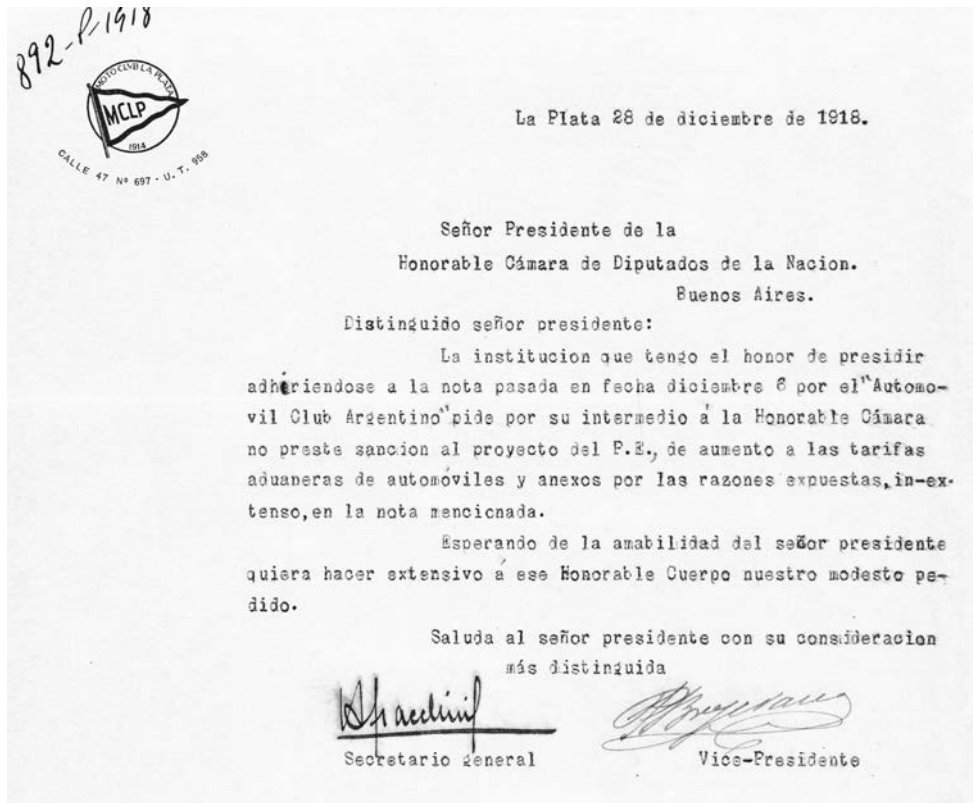 892-P-1918
MOTO CLUB LA PLATA
MCLP
1914
CALLE 47 Nº 697 - U. T. 958
La Plata 28 de diciembre de 1918.
Señor Presidente de la
Honorable Cámara de Diputados de la Nacion.
Buenos Aires.
Distinguido señor presidente:
La institucion que tengo el honor de presidir
adhériendose a la nota pasada en fecha diciembre 6 por el "Automo-
vil Club Argentino" pide por su intermedio á la Honorable Cámara
no preste sancion al proyecto del P.E., de aumento a las tarifas
aduaneras de automóviles y anexos por las razones expuestas, in-ex-
tenso, en la nota mencionada.
Esperando de la amabilidad del señor presidente
quiera hacer extensivo á ese Honorable Cuerpo nuestro modesto pe-
dido.
Saluda al señor presidente con su consideracion
más distinguida
Secretario general
Vice-Presidente